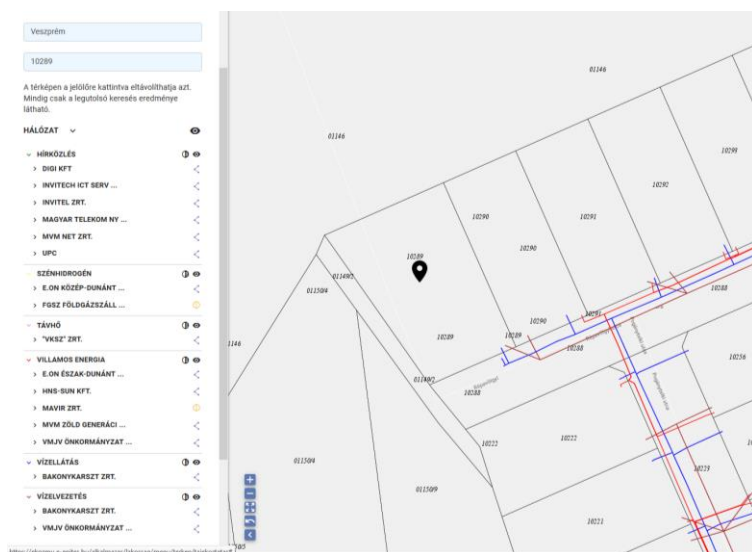 Veszprém
10289
A térképen a jelölőre kattintva eltávolíthatja azt.
Mindig csak a legutolsó keresés eredménye
látható.
HÁLÓZAT
HÍRKÖZLÉS
DIGI KFT
INVITECH ICT SERV ...
INVITEL ZRT.
MAGYAR TELEKOM NY ...
MVM NET ZRT.
UPC
SZÉNHIDROGÉN
E.ON KÖZÉP-DUNÁNT ...
FGSZ FÖLDGÁZSZÁLL ...
TÁVHŐ
"VKSZ" ZRT.
VILLAMOS ENERGIA
E.ON ÉSZAK-DUNÁNT ...
HNS-SUN KFT.
MAVIR ZRT.
MVM ZÖLD GENERÁCI ...
VMJV ÖNKORMÁNYZAT ...
VÍZELLÁTÁS
BAKONYKARSZT ZRT.
VÍZELVEZETÉS
BAKONYKARSZT ZRT.
VMJV ÖNKORMÁNYZAT ...
01146
01146
10293
10292
10291
10290
10290
10289
01149/2
01150/4
10288
10291
10290
10289
10289
10288
1146
01149/2
10288
10256
10222
10222
10223
01150/4
01150/9
10221